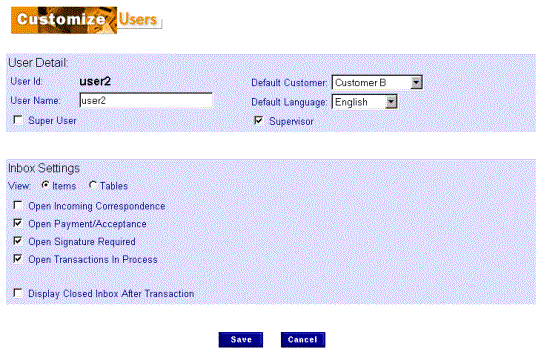 Customize Users
User Detail:
User Id: user2 Default Customer: Customer B
User Name: user2 Default Language: English
Super User Supervisor
Inbox Settings
View: Items Tables
Open Incoming Correspondence
Open Payment/Acceptance
Open Signature Required
Open Transactions In Process
Display Closed Inbox After Transaction
Save Cancel